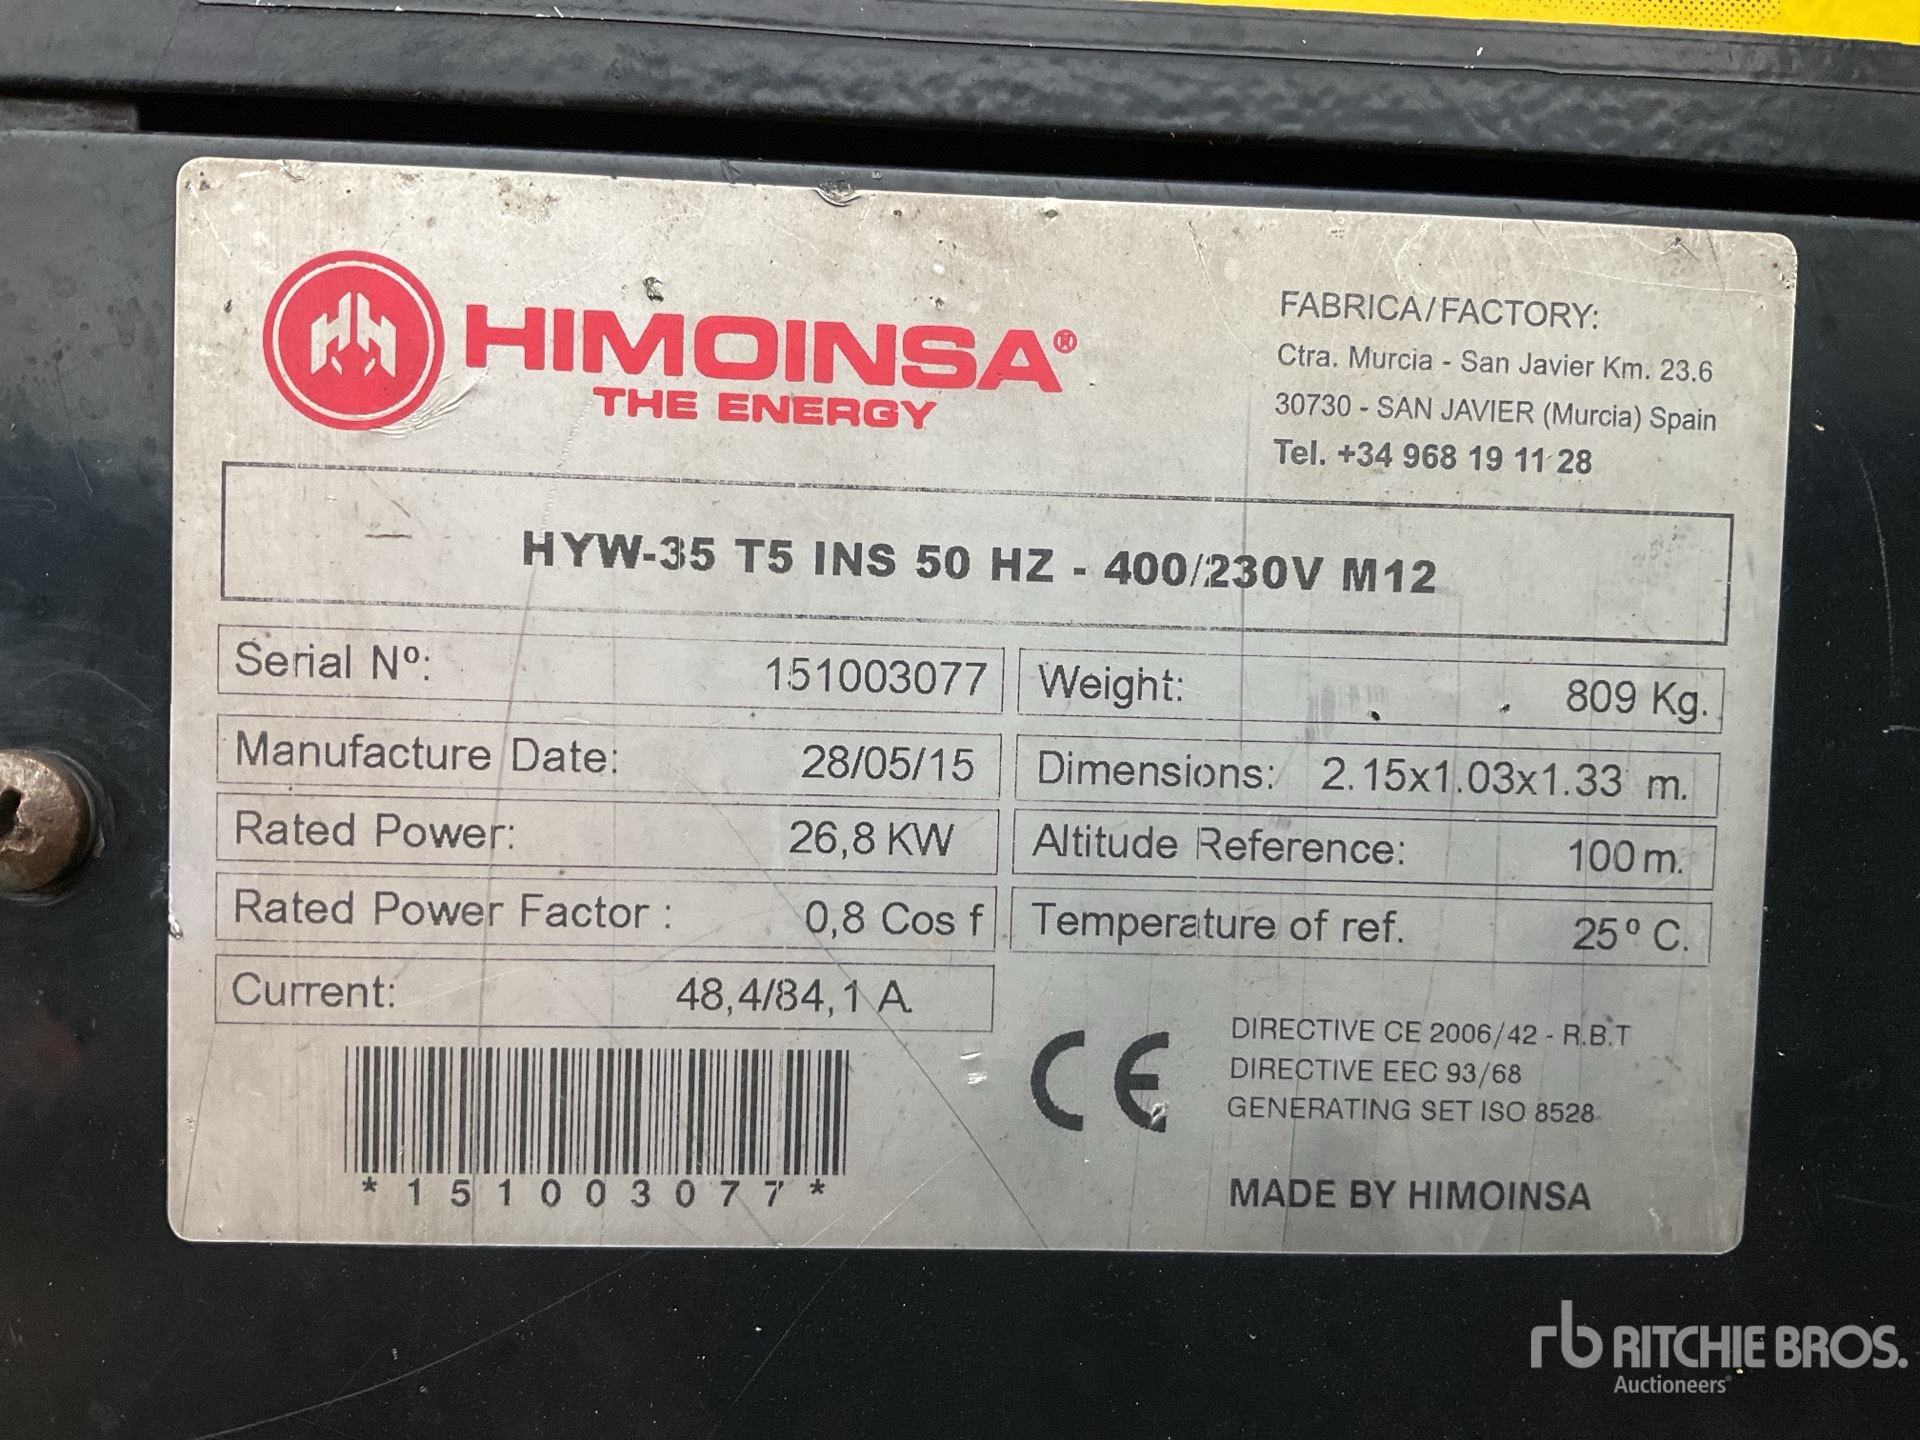 HIMOINSA®
THE ENERGY
FABRICA/FACTORY:
Ctra. Murcia - San Javier Km. 23.6
30730 - SAN JAVIER (Murcia) Spain
Tel. +34 968 19 11 28
HYW-35 T5 INS 50 HZ - 400/230V M12
Serial Nº: 151003077
Weight: 809 Kg.
Manufacture Date: 28/05/15
Dimensions: 2.15x1.03x1.33 m.
Rated Power: 26,8 KW
Altitude Reference: 100 m.
Rated Power Factor : 0,8 Cos f
Temperature of ref. 25º C.
Current: 48,4/84,1 A.
*151003077*
CE
DIRECTIVE CE 2006/42 - R.B.T
DIRECTIVE EEC 93/68
GENERATING SET ISO 8528
MADE BY HIMOINSA
rb RITCHIE BROS.
Auctioneers